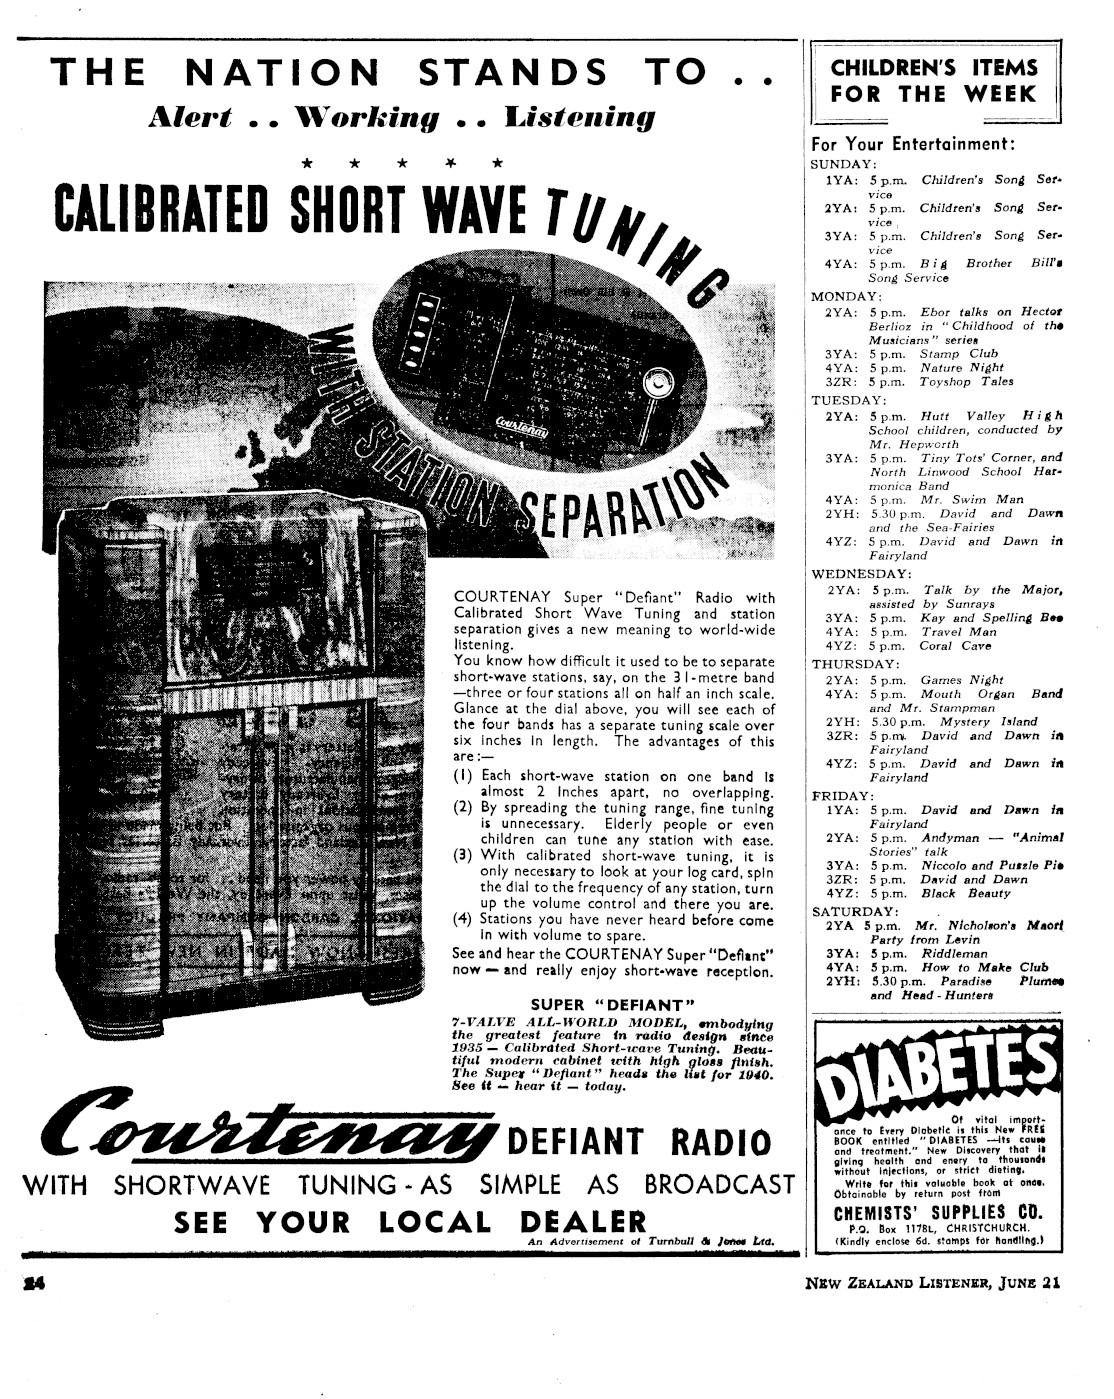 THE NATION STANDS TO . .
Alert . . Working . . Listening
CALIBRATED SHORT WAVE TUNING
WITH STATION SEPARATION
Courtenay
COURTENAY Super "Defiant" Radio with
Calibrated Short Wave Tuning and station
separation gives a new meaning to world-wide
listening.
You know how difficult it used to be to separate
short-wave stations, say, on the 31-metre band
—three or four stations all on half an inch scale.
Glance at the dial above, you will see each of
the four bands has a separate tuning scale over
six inches in length. The advantages of this
are :—
(1) Each short-wave station on one band is
almost 2 inches apart, no overlapping.
(2) By spreading the tuning range, fine tuning
is unnecessary. Elderly people or even
children can tune any station with ease.
(3) With calibrated short-wave tuning, it is
only necessary to look at your log card, spin
the dial to the frequency of any station, turn
up the volume control and there you are.
(4) Stations you have never heard before come
in with volume to spare.
See and hear the COURTENAY Super "Defiant"
now — and really enjoy short-wave reception.
SUPER "DEFIANT"
7-VALVE ALL-WORLD MODEL, embodying
the greatest feature in radio design since
1935 — Calibrated Short-wave Tuning. Beau-
tiful modern cabinet with high gloss finish.
The Super "Defiant" heads the list for 1940.
See it — hear it — today.
Courtenay DEFIANT RADIO
WITH SHORTWAVE TUNING - AS SIMPLE AS BROADCAST
SEE YOUR LOCAL DEALER
An Advertisement of Turnbull & Jones Ltd.
CHILDREN'S ITEMS
FOR THE WEEK
For Your Entertainment:
SUNDAY:
1YA: 5 p.m. Children's Song Ser-
vice
2YA: 5 p.m. Children's Song Ser-
vice
3YA: 5 p.m. Children's Song Ser-
vice
4YA: 5 p.m. Big Brother Bill's
Song Service
MONDAY:
2YA: 5 p.m. Ebor talks on Hector
Berlioz in "Childhood of the
Musicians" series
3YA: 5 p.m. Stamp Club
4YA: 5 p.m. Nature Night
3ZR: 5 p.m. Toyshop Tales
TUESDAY:
2YA: 5 p.m. Hutt Valley High
School children, conducted by
Mr. Hepworth
3YA: 5 p.m. Tiny Tots' Corner, and
North Linwood School Har-
monica Band
4YA: 5 p.m. Mr. Swim Man
2YH: 5.30 p.m. David and Dawn
and the Sea-Fairies
4YZ: 5 p.m. David and Dawn in
Fairyland
WEDNESDAY:
2YA: 5 p.m. Talk by the Major,
assisted by Sunrays
3YA: 5 p.m. Kay and Spelling Bee
4YA: 5 p.m. Travel Man
4YZ: 5 p.m. Coral Cave
THURSDAY:
2YA: 5 p.m. Games Night
4YA: 5 p.m. Mouth Organ Band
and Mr. Stampman
2YH: 5.30 p.m. Mystery Island
3ZR: 5 p.m. David and Dawn in
Fairyland
4YZ: 5 p.m. David and Dawn in
Fairyland
FRIDAY:
1YA: 5 p.m. David and Dawn in
Fairyland
2YA: 5 p.m. Andyman — "Animal
Stories" talk
3YA: 5 p.m. Niccolo and Puzzle Pie
3ZR: 5 p.m. David and Dawn
4YZ: 5 p.m. Black Beauty
SATURDAY:
2YA 5 p.m. Mr. Nicholson's Maori
Party from Levin
3YA: 5 p.m. Riddleman
4YA: 5 p.m. How to Make Club
2YH: 5.30 p.m. Paradise Plumes
and Head-Hunters
DIABETES
Of vital import-
ance to Every Diabetic is this New FREE
BOOK entitled "DIABETES —its cause
and treatment." New Discovery that is
giving health and energy to thousands
without injections, or strict dieting.
Write for this valuable book at once.
Obtainable by return post from
CHEMISTS' SUPPLIES CO.
P.O. Box 1178L, CHRISTCHURCH.
(Kindly enclose 6d. stamps for handling.)
24
NEW ZEALAND LISTENER, JUNE 21